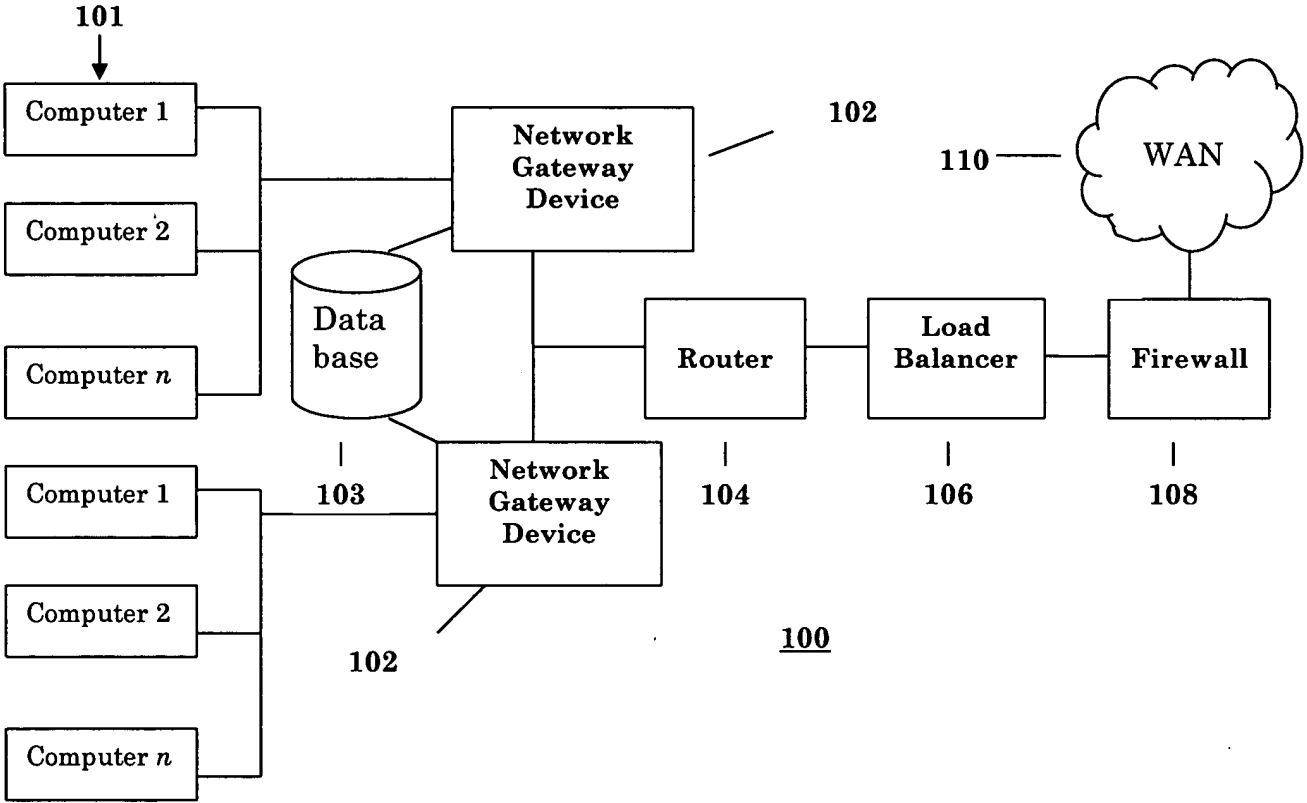 101
Computer 1
Computer 2
Computer n
Network
Gateway
Device
102
110
WAN
Data
base
103
Router
104
Load
Balancer
106
Firewall
108
Computer 1
Computer 2
Computer n
Network
Gateway
Device
102
100